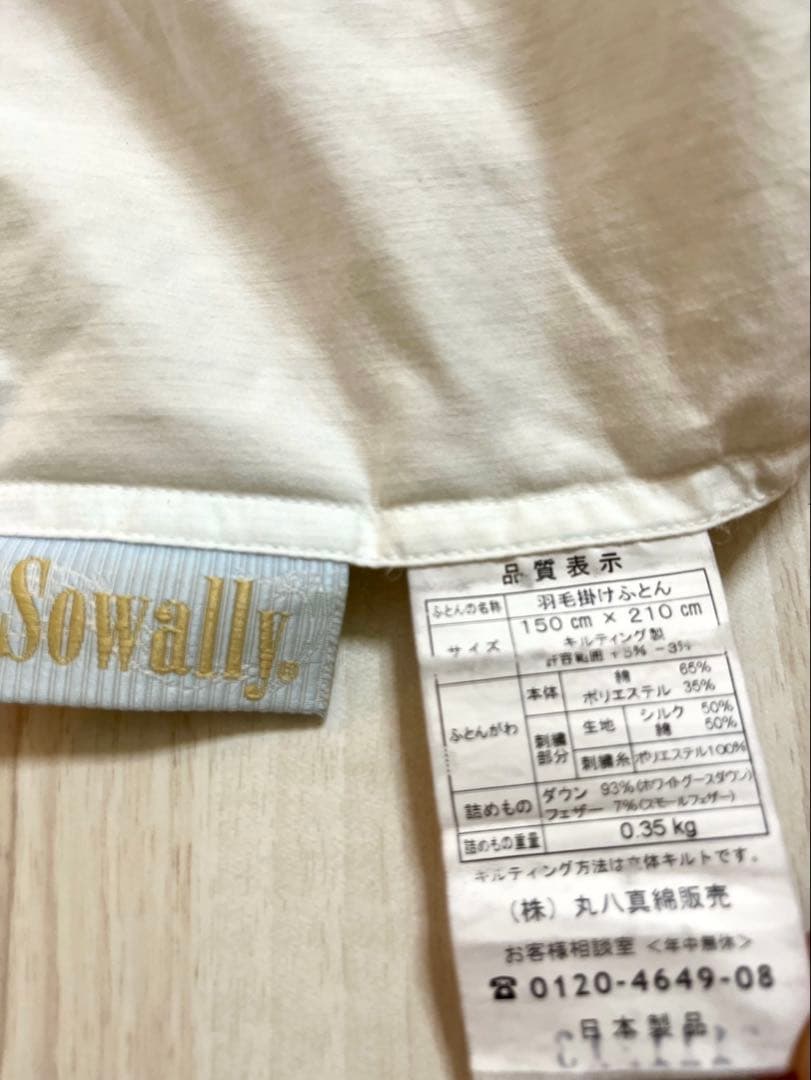 Sowally®
品質表示
ふとんの名称 羽毛掛けふとん
サイズ 150cm × 210cm
キルティング製
許容範囲 +5% -3%
ふとんがわ 本体 綿 65%
ポリエステル 35%
刺繍部分 生地 シルク 50%
綿 50%
刺繍糸 ポリエステル100%
詰めもの ダウン 93%(ホワイトグースダウン)
フェザー 7%(スモールフェザー)
詰めもの重量 0.35kg
キルティング方法は立体キルトです。
(株) 丸八真綿販売
お客様相談室 <年中無休>
☎ 0120-4649-08
日本製品